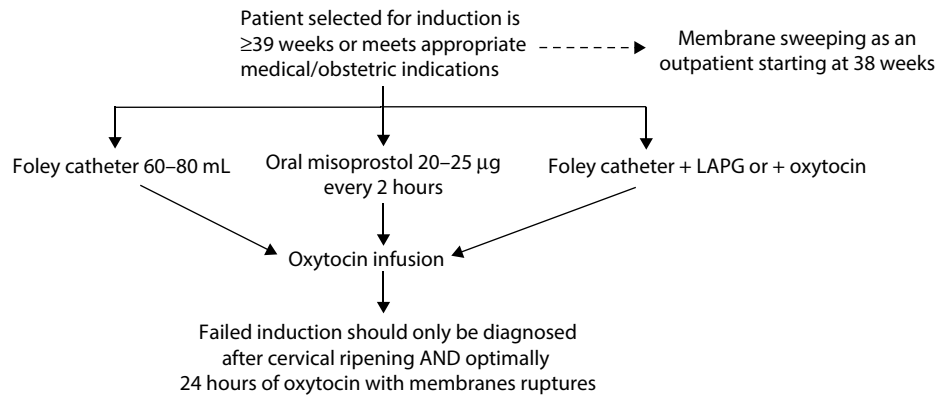 Patient selected for induction is
≥39 weeks or meets appropriate
medical/obstetric indications
Membrane sweeping as an
outpatient starting at 38 weeks
Foley catheter 60–80 mL
Oral misoprostol 20–25 μg
every 2 hours
Foley catheter + LAPG or + oxytocin
Oxytocin infusion
Failed induction should only be diagnosed
after cervical ripening AND optimally
24 hours of oxytocin with membranes ruptures